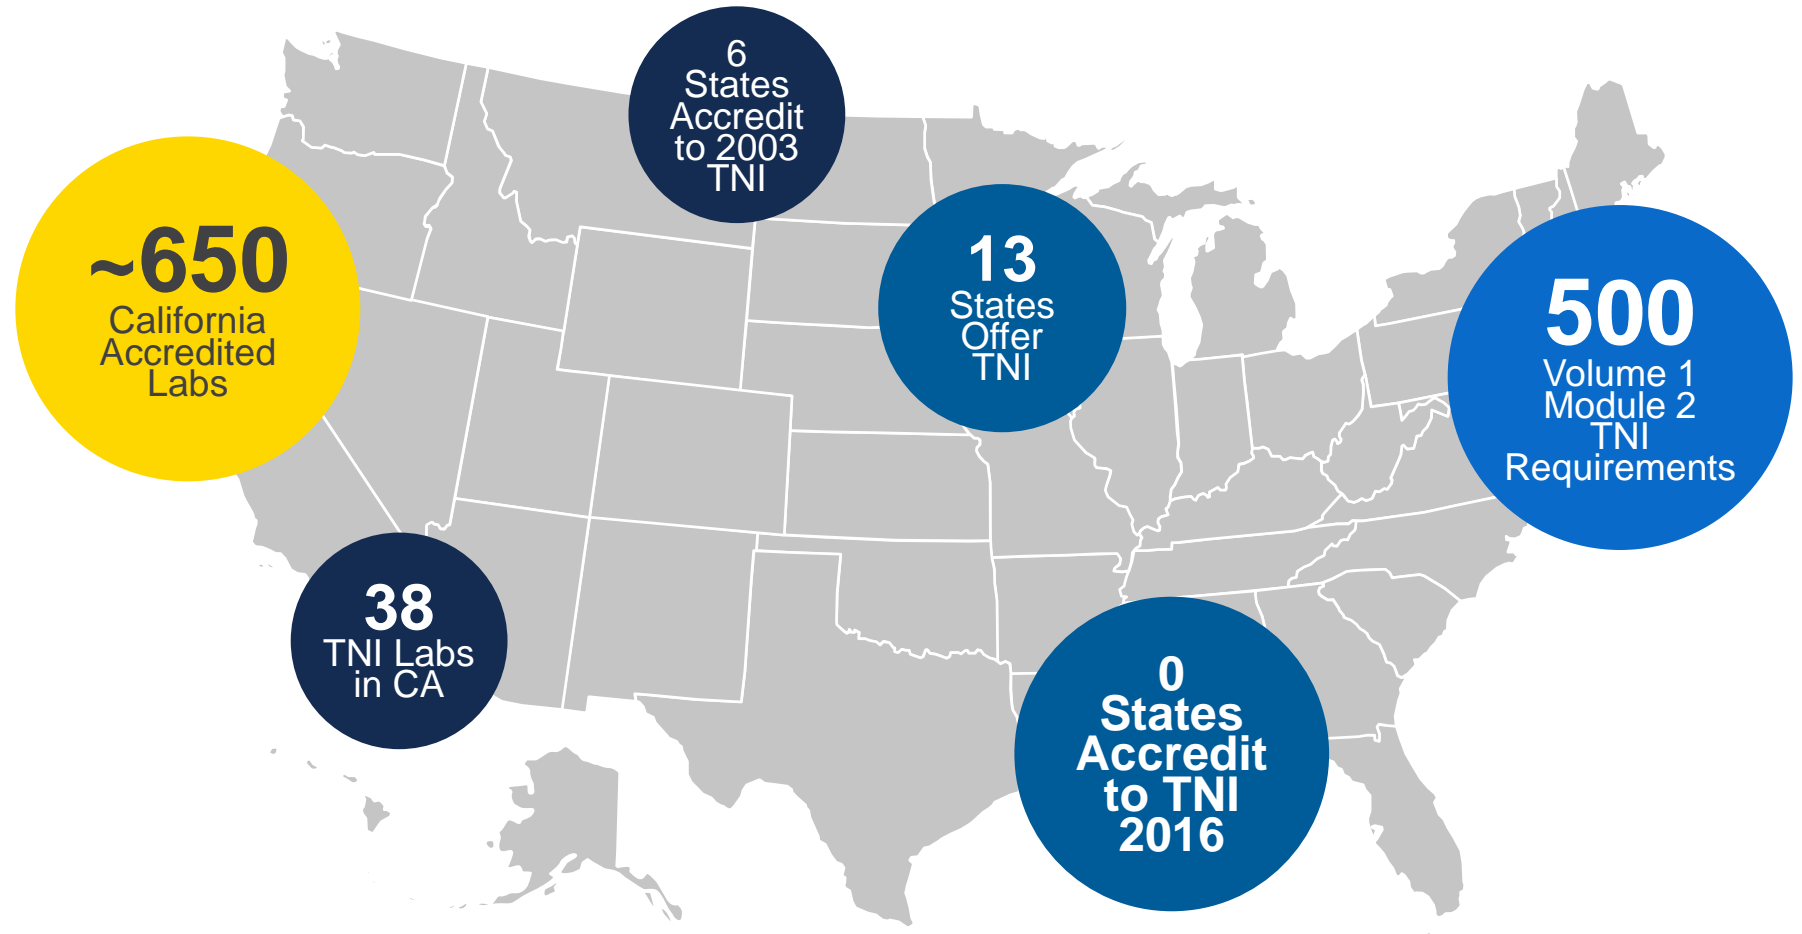 6
States
Accredit
to 2003
TNI
~650
California
Accredited
Labs
13
States
Offer
TNI
500
Volume 1
Module 2
TNI
Requirements
38
TNI Labs
in CA
0
States
Accredit
to TNI
2016